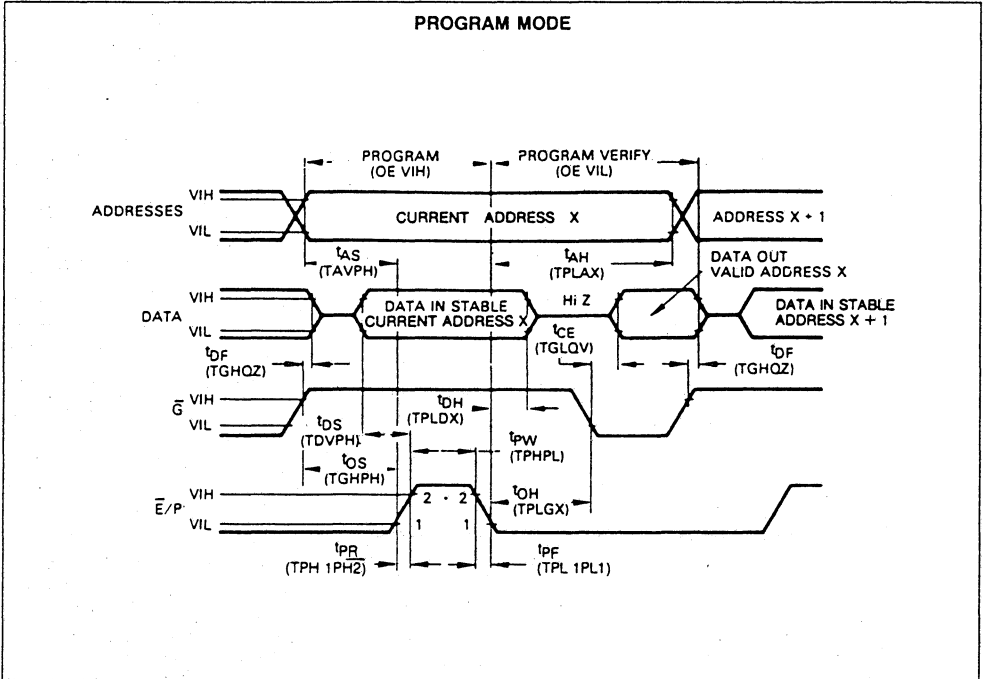 PROGRAM MODE
PROGRAM
(OE VIH)
PROGRAM VERIFY
(OE VIL)
ADDRESSES
VIH
VIL
CURRENT ADDRESS X
ADDRESS X + 1
tAS
(TAVPH)
tAH
(TPLAX)
DATA OUT
VALID ADDRESS X
DATA
VIH
VIL
DATA IN STABLE
CURRENT ADDRESS X
Hi Z
DATA IN STABLE
ADDRESS X + 1
tDF
(TGHQZ)
tCE
(TGLQV)
tDF
(TGHQZ)
G̅
VIH
VIL
tDH
(TPLDX)
tDS
(TDVPH)
tPW
(TPHPL)
tOS
(TGHPH)
tOH
(TPLGX)
E̅/P
VIH
VIL
2 - 2
1 1
tPR
(TPH 1PH2)
tPF
(TPL 1PL1)